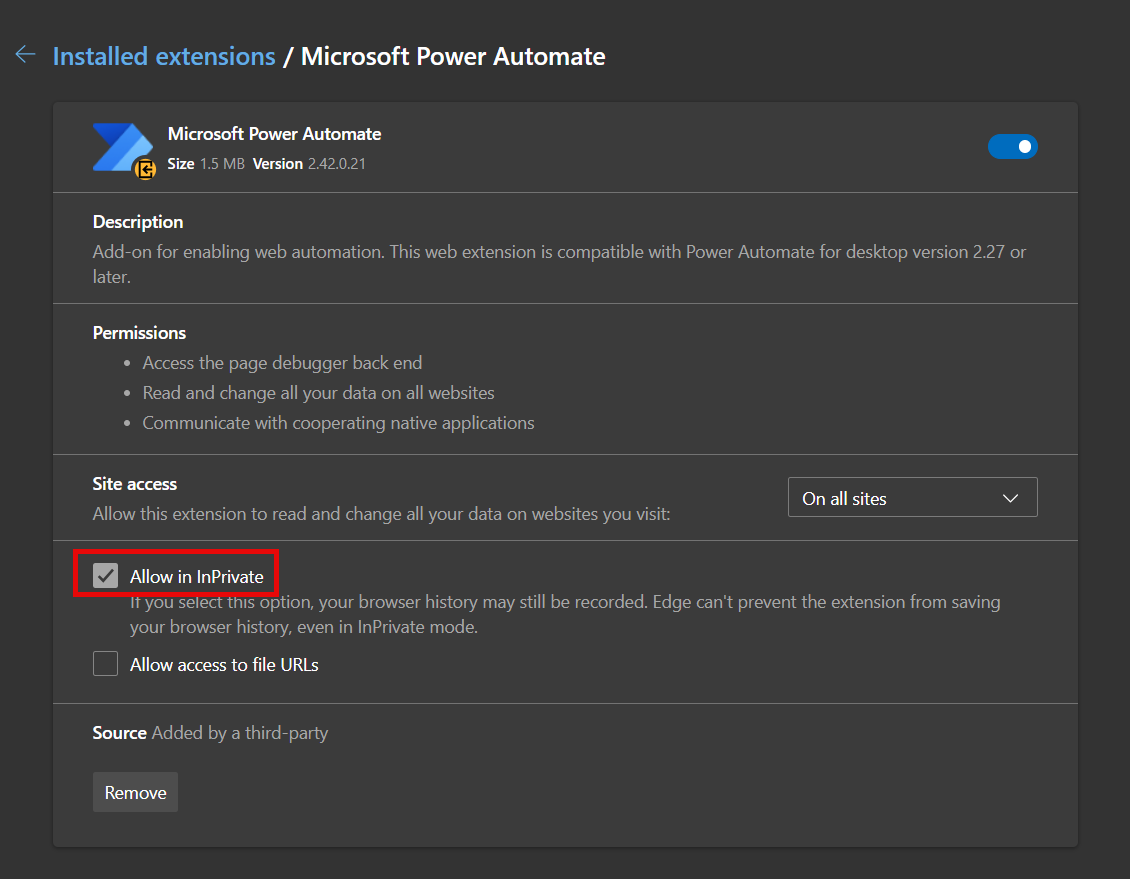 Installed extensions / Microsoft Power Automate
Microsoft Power Automate
Size 1.5 MB Version 2.42.0.21
Description
Add-on for enabling web automation. This web extension is compatible with Power Automate for desktop version 2.27 or
later.
Permissions
Access the page debugger back end
Read and change all your data on all websites
Communicate with cooperating native applications
Site access
Allow this extension to read and change all your data on websites you visit:
On all sites
Allow in InPrivate
If you select this option, your browser history may still be recorded. Edge can't prevent the extension from saving
your browser history, even in InPrivate mode.
Allow access to file URLs
Source Added by a third-party
Remove